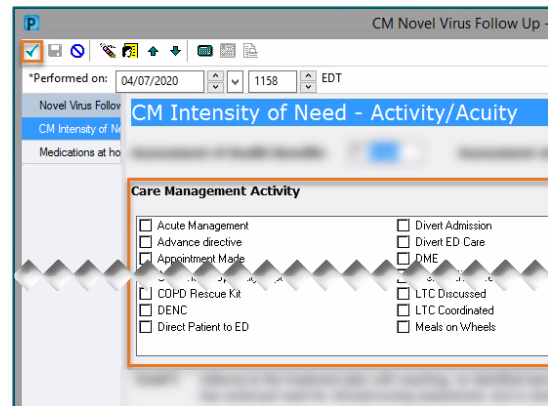 CM Novel Virus Follow Up -
*Performed on: 04/07/2020 1158 EDT
Novel Virus Follow
CM Intensity of Ne
Medications at ho
CM Intensity of Need - Activity/Acuity
Care Management Activity
Acute Management
Advance directive
Appointment Made
COPD Rescue Kit
DENC
Direct Patient to ED
Divert Admission
Divert ED Care
DME
LTC Discussed
LTC Coordinated
Meals on Wheels